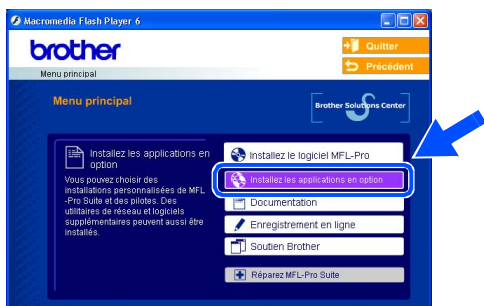 Macromedia Flash Player 6
brother
Quitter
Précédent
Menu principal
Menu principal
Brother Solutions Center
Installez les applications en
option
Vous pouvez choisir des
installations personnalisées de MFL
-Pro Suite et des pilotes. Des
utilitaires de réseau et logiciels
supplémentaires peuvent aussi être
installés.
Installez le logiciel MFL-Pro
Installez les applications en option
Documentation
Enregistrement en ligne
Soutien Brother
Réparez MFL-Pro Suite